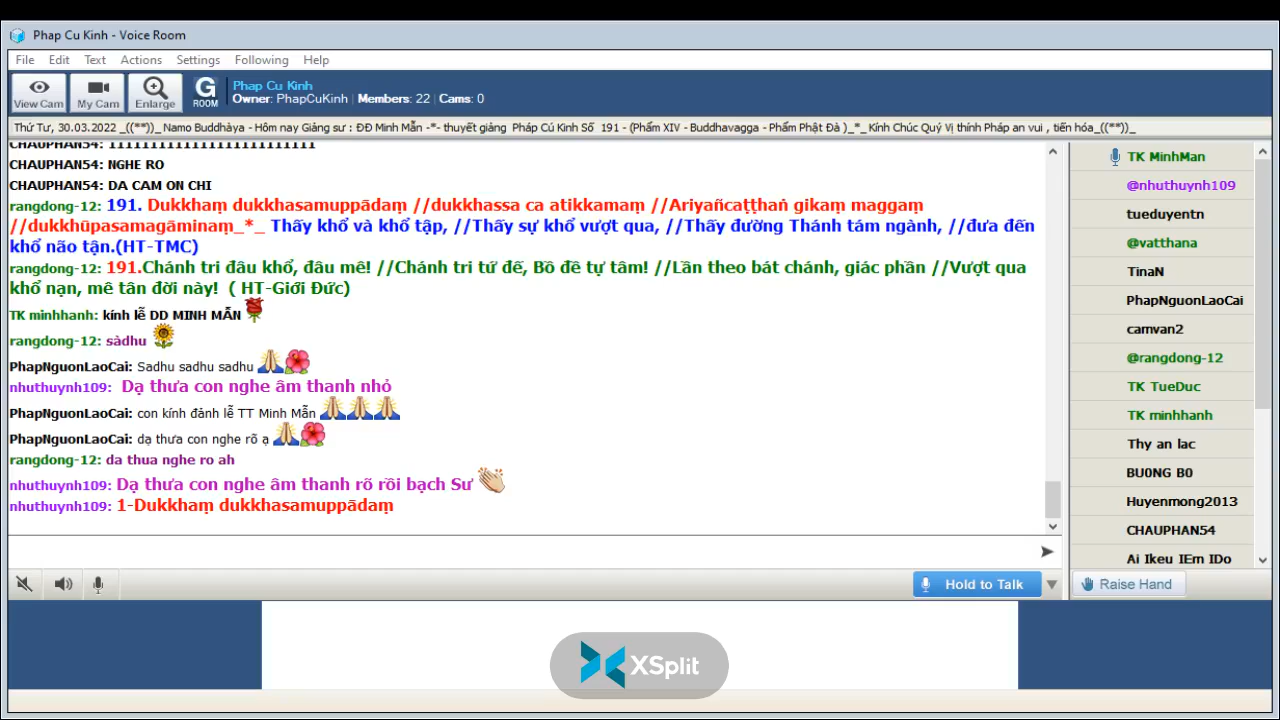 Phap Cu Kinh - Voice Room
File Edit Text Actions Settings Following Help
View Cam
My Cam
Enlarge
G
ROOM
Phap Cu Kinh
Owner: PhapCuKinh | Members: 22 | Cams: 0
Thứ Tư, 30.03.2022 _((**))_ Namo Buddhàya - Hôm nay Giảng sư : ĐĐ Minh Mẫn -*- thuyết giảng Pháp Cú Kinh Số 191 - (Phẩm XIV - Buddhavagga - Phẩm Phật Đà )_*_ Kính Chúc Quý Vị thính Pháp an vui , tiến hóa_((**))_
CHAUPHAN54: NGHE RO
CHAUPHAN54: DA CAM ON CHI
rangdong-12: 191. Dukkhaṃ dukkhasamuppādaṃ //dukkhassa ca atikkamaṃ //Ariyañcaṭṭhaṅ gikaṃ maggaṃ
//dukkhūpasamagāminaṃ_*_ Thấy khổ và khổ tập, //Thấy sự khổ vượt qua, //Thấy đường Thánh tám ngành, //đưa đến
khổ não tận.(HT-TMC)
rangdong-12: 191.Chánh tri đâu khổ, đâu mê! //Chánh tri tứ đế, Bồ đề tự tâm! //Lần theo bát chánh, giác phần //Vượt qua
khổ nạn, mê tân đời này! ( HT-Giới Đức)
TK minhhanh: kính lễ DD MINH MẪN
rangdong-12: sàdhu
PhapNguonLaoCai: Sadhu sadhu sadhu
nhuthuynh109: Dạ thưa con nghe âm thanh nhỏ
PhapNguonLaoCai: con kính đảnh lễ TT Minh Mẫn
PhapNguonLaoCai: dạ thưa con nghe rõ ạ
rangdong-12: da thua nghe ro ah
nhuthuynh109: Dạ thưa con nghe âm thanh rõ rồi bạch Sư
nhuthuynh109: 1-Dukkhaṃ dukkhasamuppādaṃ
TK MinhMan
@nhuthuynh109
tueduyentn
@vatthana
TinaN
PhapNguonLaoCai
camvan2
@rangdong-12
TK TueDuc
TK minhhanh
Thy an lac
BU0NG B0
Huyenmong2013
CHAUPHAN54
Ai Ikeu IEm IDo
Hold to Talk
Raise Hand
XSplit